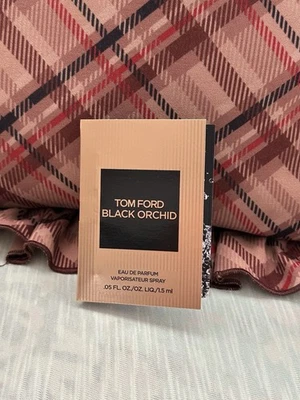 TOM FORD
BLACK ORCHID
EAU DE PARFUM
VAPORISATEUR SPRAY
.05 FL. OZ./OZ. LIQ./1.5 ml